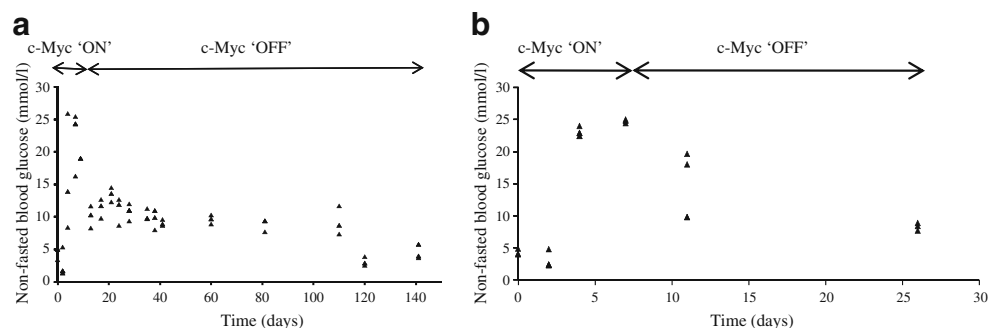 a
c-Myc ‘ON’
c-Myc ‘OFF’
Non-fasted blood glucose (mmol/l)
30
25
20
15
10
5
0
0 20 40 60 80 100 120 140
Time (days)
b
c-Myc ‘ON’
c-Myc ‘OFF’
Non-fasted blood glucose (mmol/l)
30
25
20
15
10
5
0
0 5 10 15 20 25 30
Time (days)